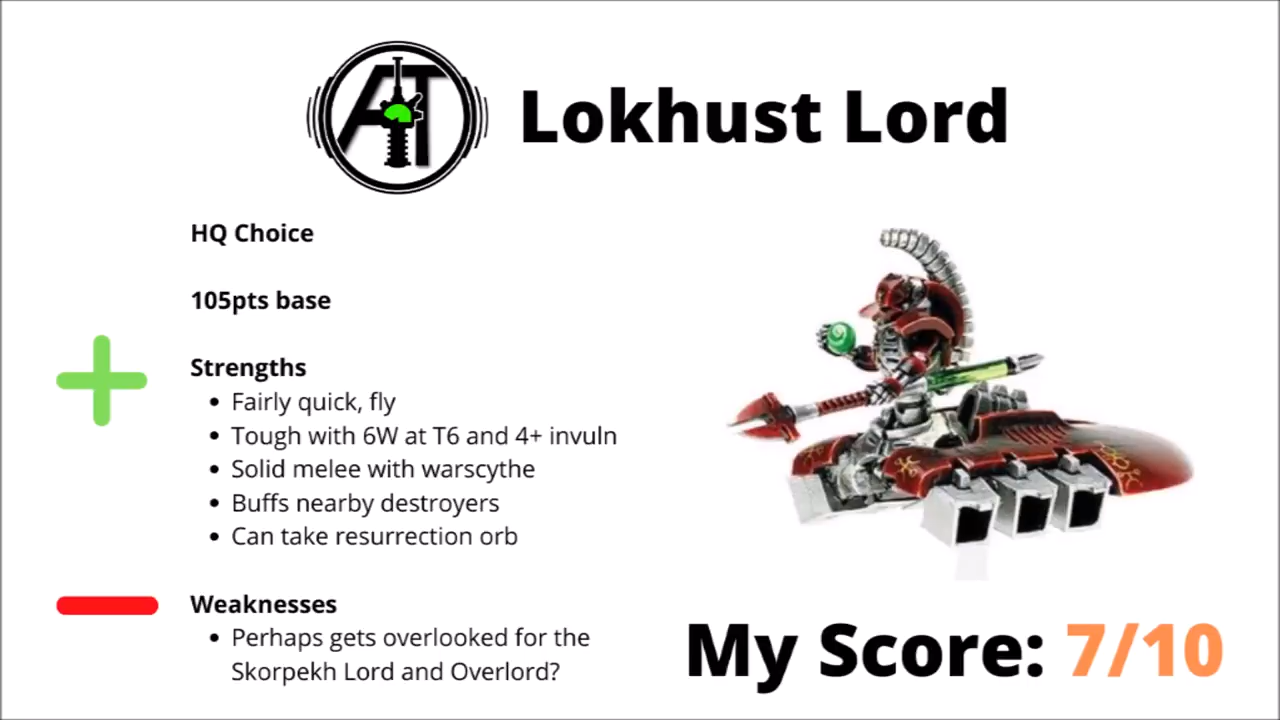 AT
Lokhust Lord
HQ Choice
105pts base
Strengths
• Fairly quick, fly
• Tough with 6W at T6 and 4+ invuln
• Solid melee with warscythe
• Buffs nearby destroyers
• Can take resurrection orb
Weaknesses
• Perhaps gets overlooked for the
Skorpekh Lord and Overlord?
My Score: 7/10